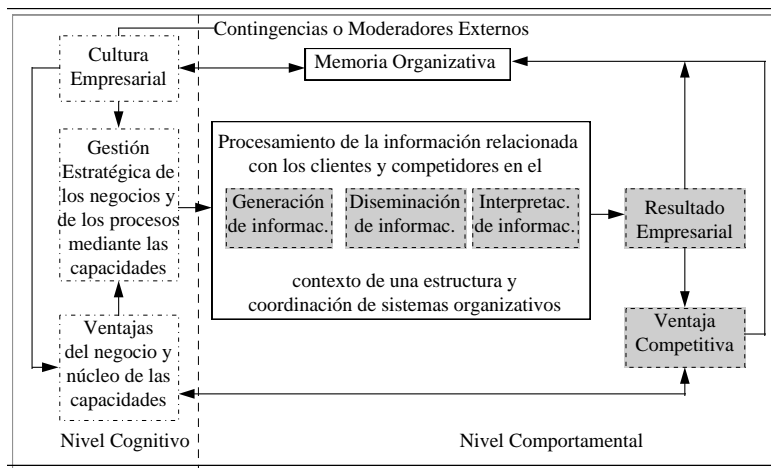 Contingencias o Moderadores Externos
Cultura
Empresarial
Memoria Organizativa
Gestión
Estratégica de
los negocios y
de los procesos
mediante las
capacidades
Procesamiento de la información relacionada
con los clientes y competidores en el
Generación
de informac.
Diseminación
de informac.
Interpretac.
de informac.
contexto de una estructura y
coordinación de sistemas organizativos
Resultado
Empresarial
Ventajas
del negocio y
núcleo de las
capacidades
Ventaja
Competitiva
Nivel Cognitivo
Nivel Comportamental